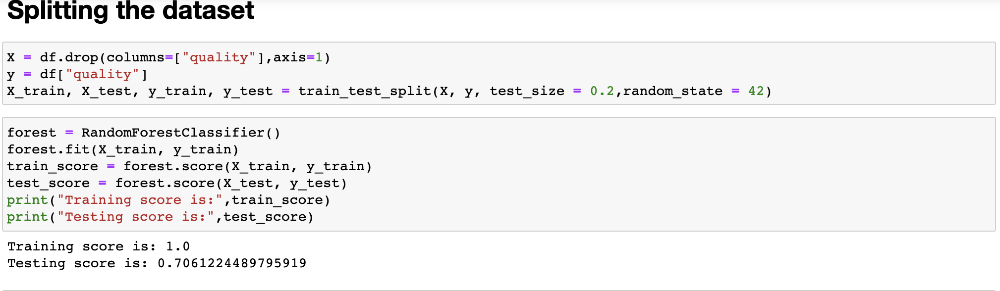 Splitting the dataset
X = df.drop(columns=["quality"],axis=1)
y = df["quality"]
X_train, X_test, y_train, y_test = train_test_split(X, y, test_size = 0.2,random_state = 42)
forest = RandomForestClassifier()
forest.fit(X_train, y_train)
train_score = forest.score(X_train, y_train)
test_score = forest.score(X_test, y_test)
print("Training score is:",train_score)
print("Testing score is:",test_score)
Training score is: 1.0
Testing score is: 0.7061224489795919